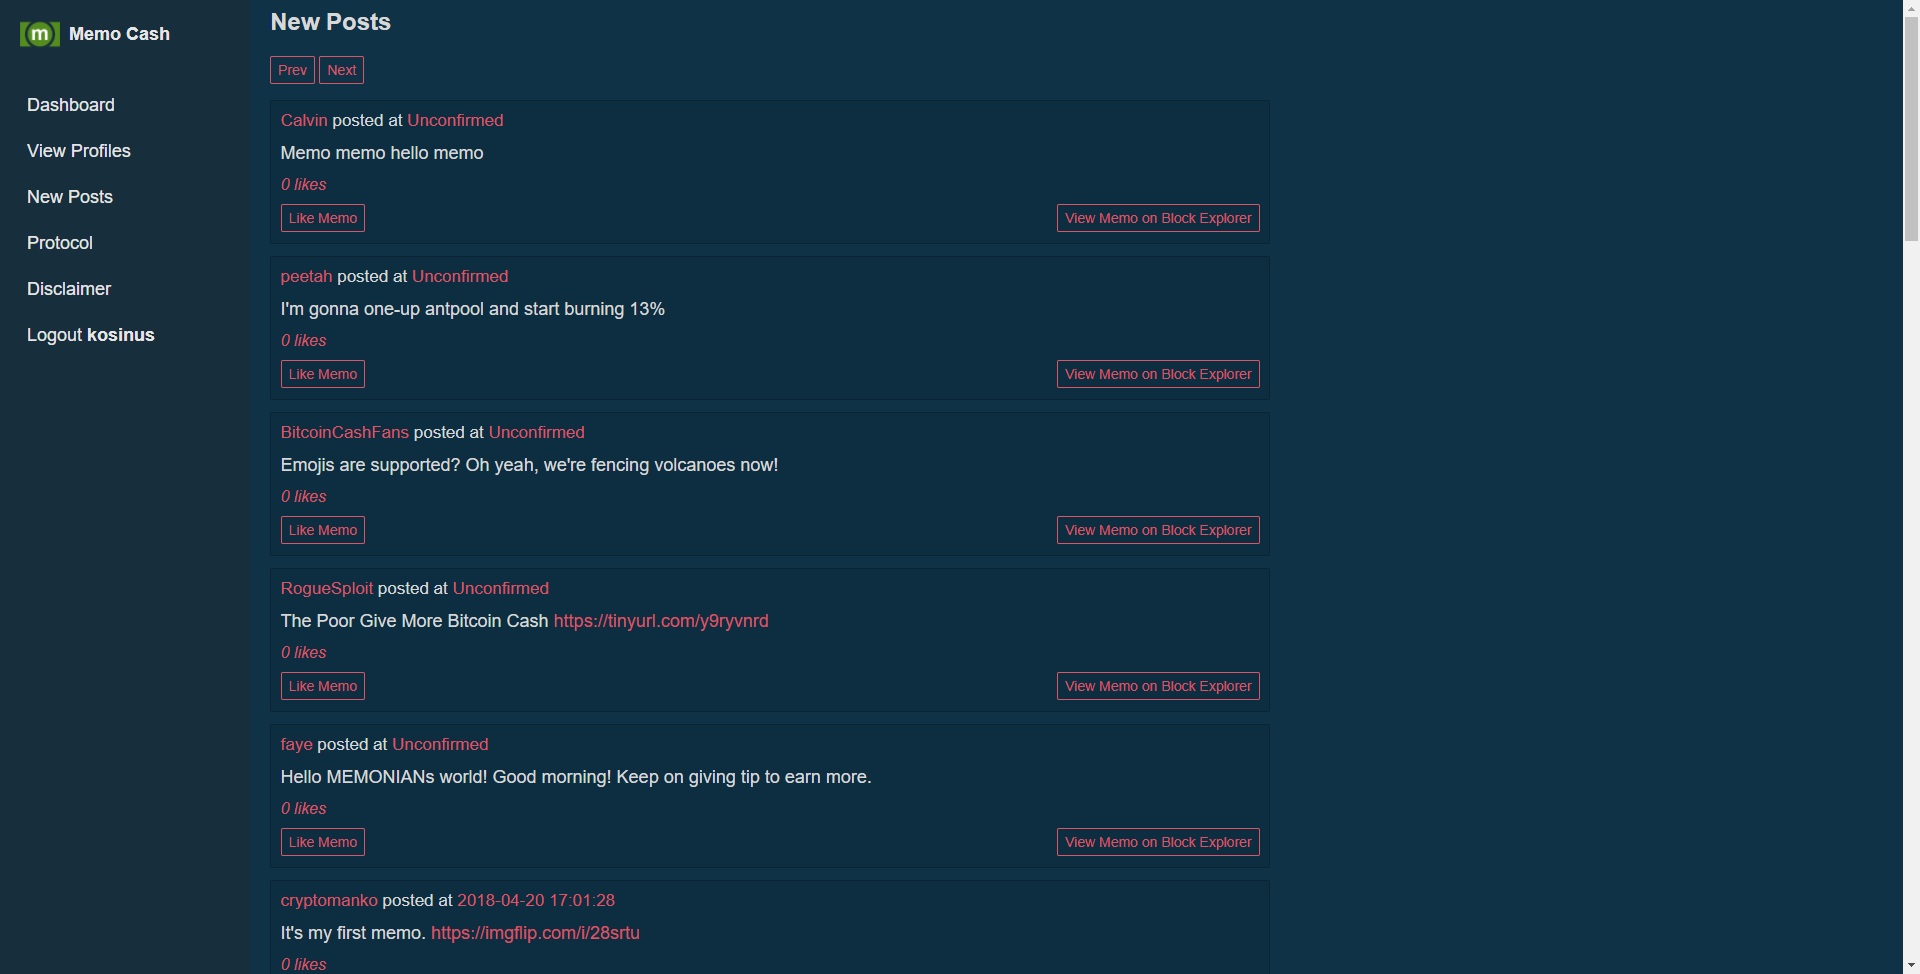 m Memo Cash
Dashboard
View Profiles
New Posts
Protocol
Disclaimer
Logout kosinus
New Posts
Prev Next
Calvin posted at Unconfirmed
Memo memo hello memo
0 likes
Like Memo View Memo on Block Explorer
peetah posted at Unconfirmed
I'm gonna one-up antpool and start burning 13%
0 likes
Like Memo View Memo on Block Explorer
BitcoinCashFans posted at Unconfirmed
Emojis are supported? Oh yeah, we're fencing volcanoes now!
0 likes
Like Memo View Memo on Block Explorer
RogueSploit posted at Unconfirmed
The Poor Give More Bitcoin Cash https://tinyurl.com/y9ryvnrd
0 likes
Like Memo View Memo on Block Explorer
faye posted at Unconfirmed
Hello MEMONIANs world! Good morning! Keep on giving tip to earn more.
0 likes
Like Memo View Memo on Block Explorer
cryptomanko posted at 2018-04-20 17:01:28
It's my first memo. https://imgflip.com/i/28srtu
0 likes